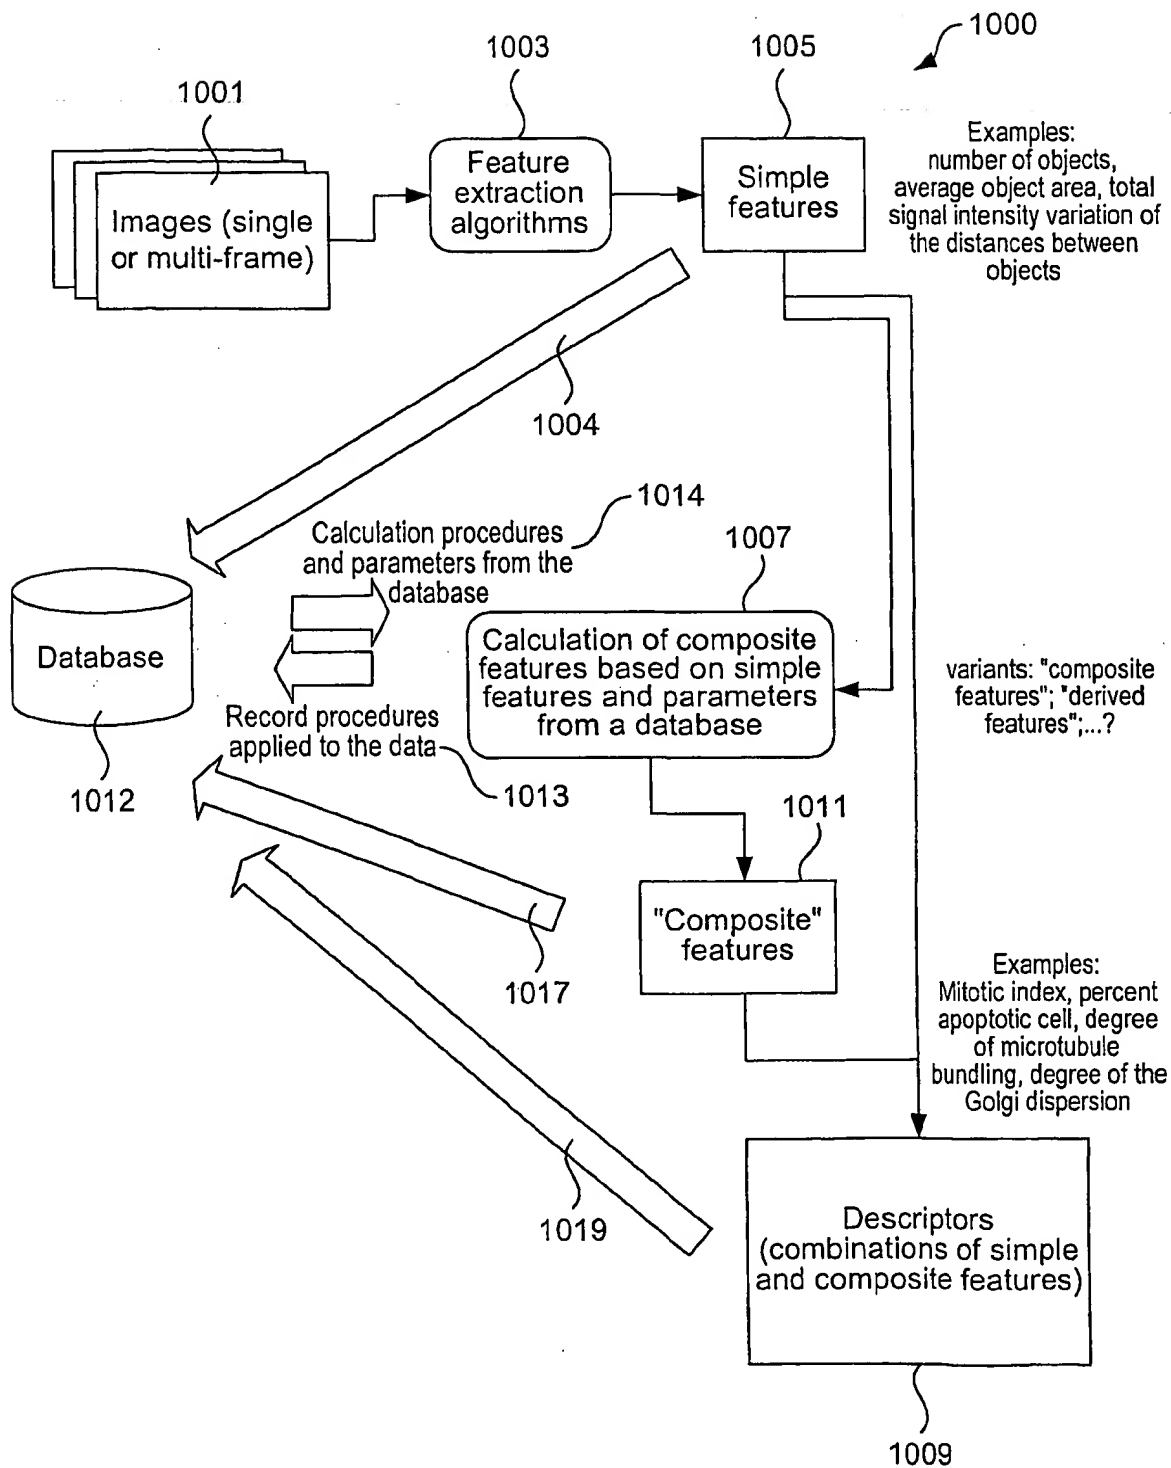 1000
1003
1005
1001
Examples:
number of objects,
average object area, total
signal intensity variation of
the distances between
objects
Feature
extraction
algorithms
Simple
features
Images (single
or multi-frame)
1004
1014
Calculation procedures
and parameters from the
database
1007
Database
Calculation of composite
features based on simple
features and parameters
from a database
variants: "composite
features"; "derived
features";...?
Record procedures
applied to the data
1012
1013
1011
"Composite"
features
1017
Examples:
Mitotic index, percent
apoptotic cell, degree
of microtubule
bundling, degree of the
Golgi dispersion
1019
Descriptors
(combinations of simple
and composite features)
1009